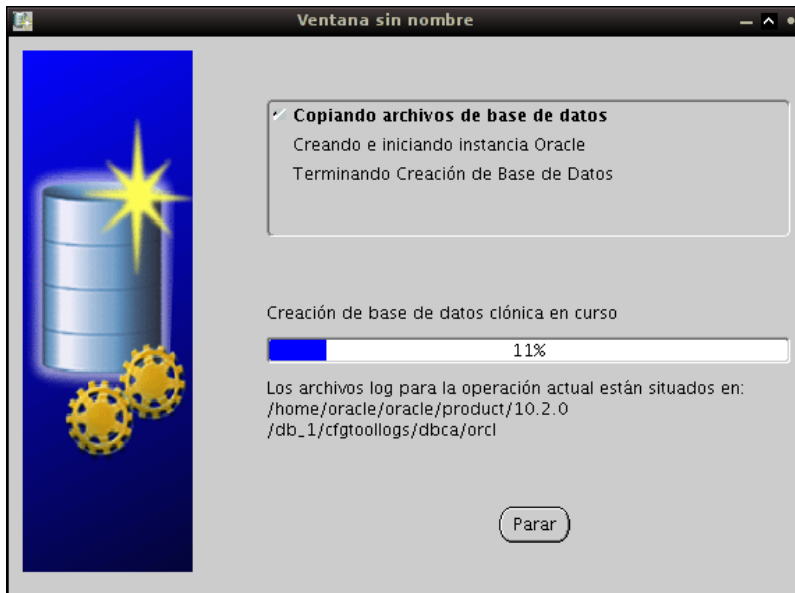 Ventana sin nombre
Copiando archivos de base de datos
Creando e iniciando instancia Oracle
Terminando Creación de Base de Datos
Creación de base de datos clónica en curso
11%
Los archivos log para la operación actual están situados en:
/home/oracle/oracle/product/10.2.0
/db_1/cfgtoollogs/dbca/orcl
Parar